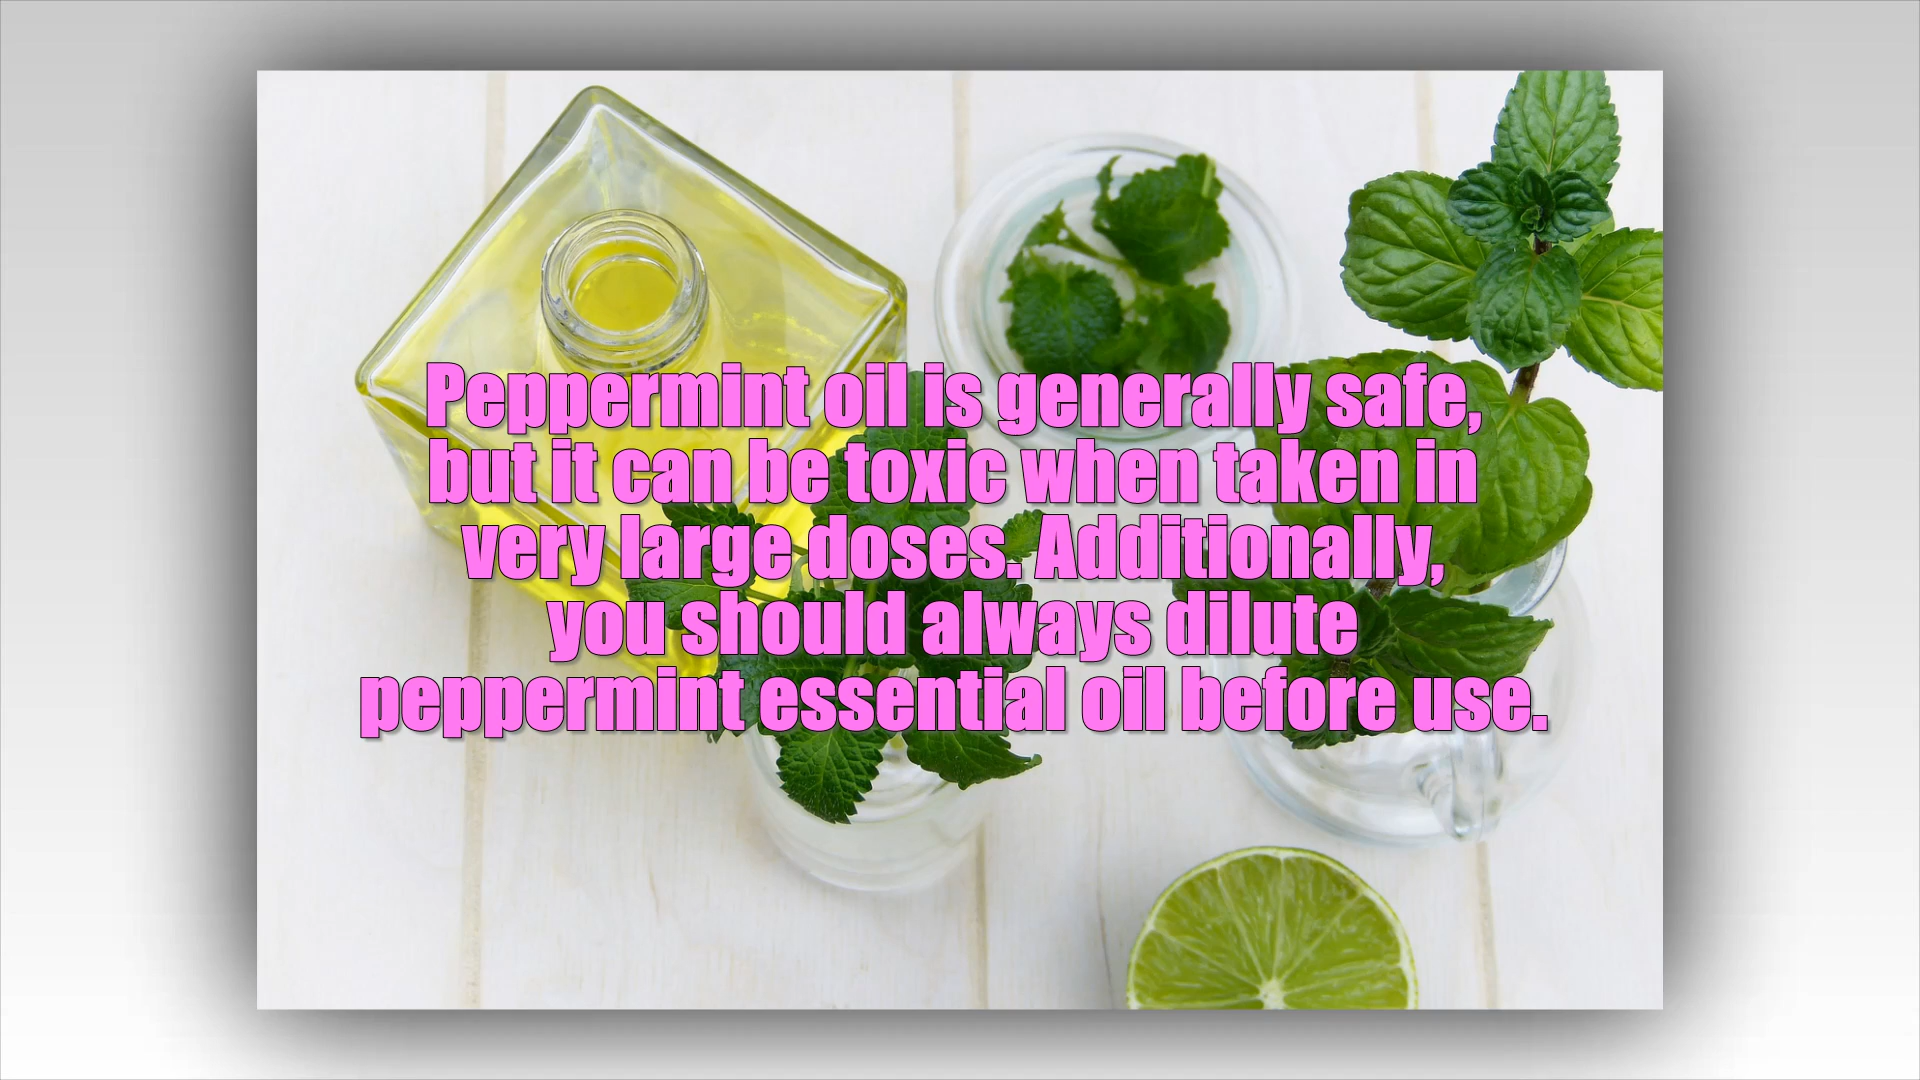 Peppermint oil is generally safe,
but it can be toxic when taken in
very large doses. Additionally,
you should always dilute
peppermint essential oil before use.